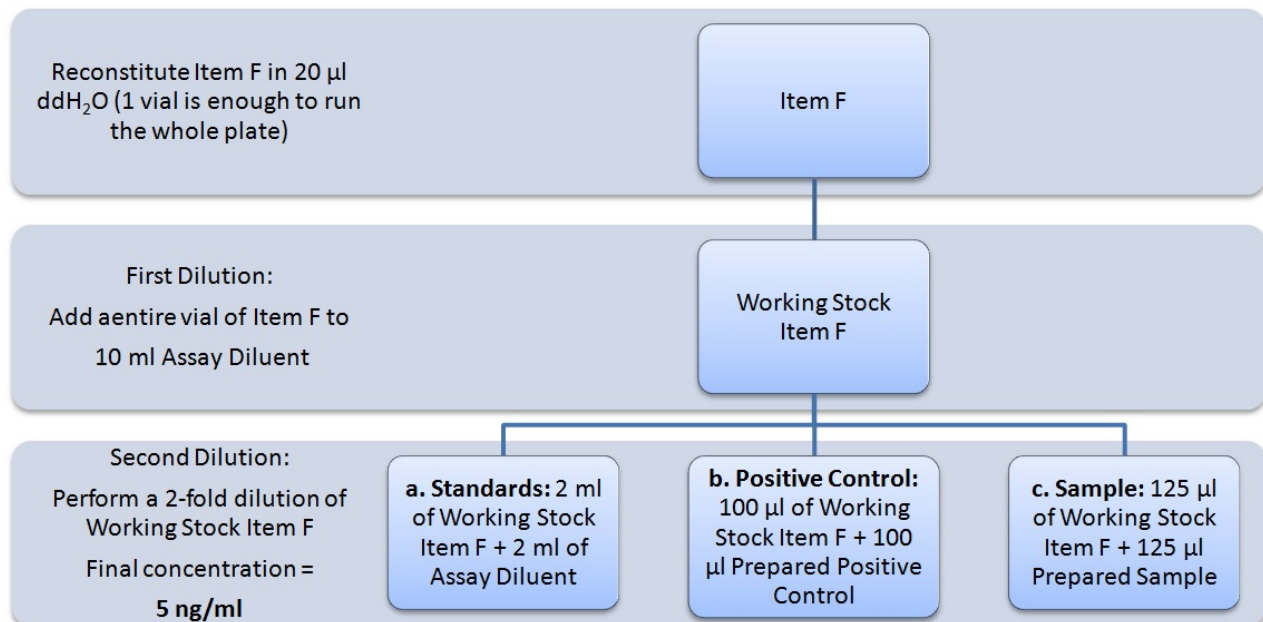 Reconstitute Item F in 20 µl
ddH₂O (1 vial is enough to run
the whole plate)
Item F
First Dilution:
Add aentire vial of Item F to
10 ml Assay Diluent
Working Stock
Item F
Second Dilution:
Perform a 2-fold dilution of
Working Stock Item F
Final concentration =
5 ng/ml
a. Standards: 2 ml
of Working Stock
Item F + 2 ml of
Assay Diluent
b. Positive Control:
100 µl of Working
Stock Item F + 100
µl Prepared Positive
Control
c. Sample: 125 µl
of Working Stock
Item F + 125 µl
Prepared Sample